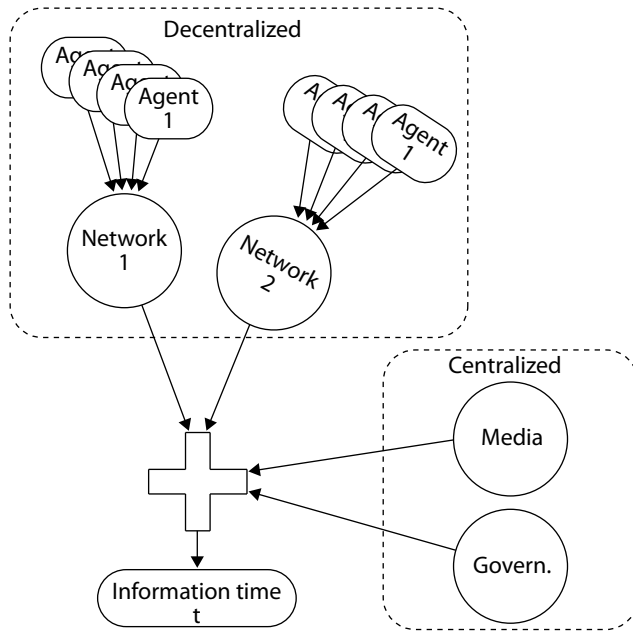 Decentralized
Agent
1
Agent
1
Network
1
Network
2
Centralized
Media
Govern.
Information time
t